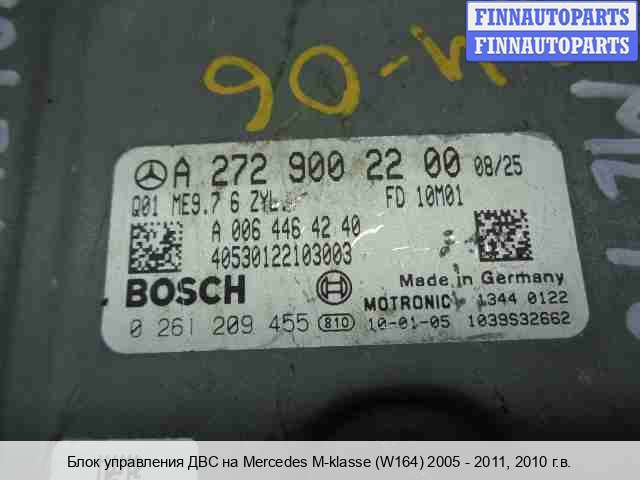 FINNAUTOPARTS
FINNAUTOPARTS
A 272 900 22 00 08/25
Q01 ME9.7 6 ZYL. FD 10M01
A 006 446 42 40
40530122103003
BOSCH
Made in Germany
MOTRONIC 1344 0122
0 261 209 455 810 10-01-05 1039S32662
Блок управления ДВС на Mercedes M-klasse (W164) 2005 - 2011, 2010 г.в.